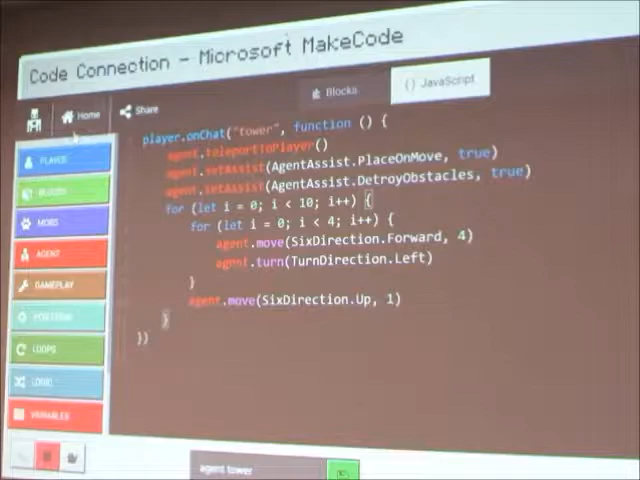 Code Connection - Microsoft MakeCode
Blocks
{} JavaScript
Home
Share
player.onChat("tower", function () {
agent.teleportToPlayer()
agent.setAssist(AgentAssist.PlaceOnMove, true)
agent.setAssist(AgentAssist.DetroyObstacles, true)
for (let i = 0; i < 10; i++) {
for (let i = 0; i < 4; i++) {
agent.move(SixDirection.Forward, 4)
agent.turn(TurnDirection.Left)
}
agent.move(SixDirection.Up, 1)
}
})
PLAYER
BLOCKS
MOBS
AGENT
GAMEPLAY
POSITIONS
LOOPS
LOGIC
VARIABLES
agent tower